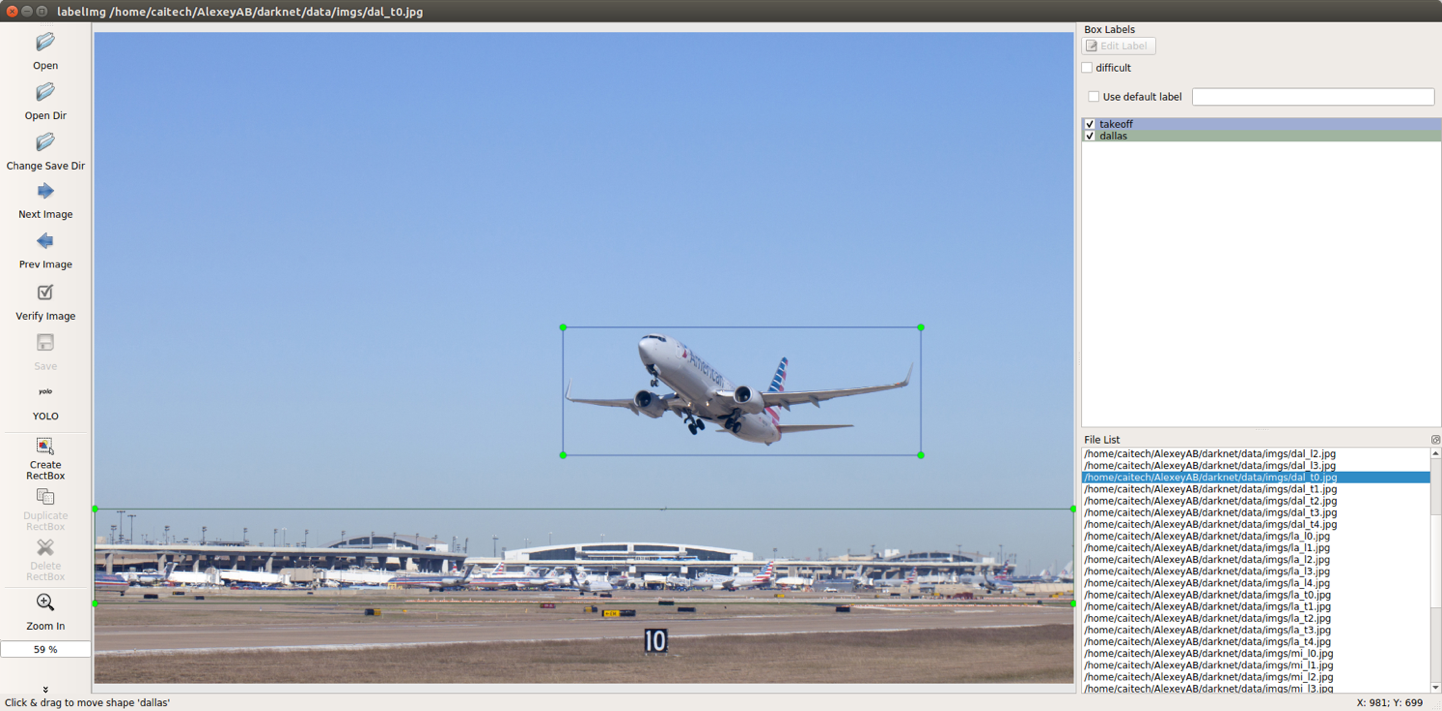 labelImg /home/caitech/AlexeyAB/darknet/data/imgs/dal_t0.jpg
Open
Open Dir
Change Save Dir
Next Image
Prev Image
Verify Image
Save
yolo
YOLO
Create
RectBox
Duplicate
RectBox
Delete
RectBox
Zoom In
59 %
American
10
Box Labels
Edit Label
difficult
Use default label
takeoff
dallas
File List
/home/caitech/AlexeyAB/darknet/data/imgs/dal_l2.jpg
/home/caitech/AlexeyAB/darknet/data/imgs/dal_l3.jpg
/home/caitech/AlexeyAB/darknet/data/imgs/dal_t0.jpg
/home/caitech/AlexeyAB/darknet/data/imgs/dal_t1.jpg
/home/caitech/AlexeyAB/darknet/data/imgs/dal_t2.jpg
/home/caitech/AlexeyAB/darknet/data/imgs/dal_t3.jpg
/home/caitech/AlexeyAB/darknet/data/imgs/dal_t4.jpg
/home/caitech/AlexeyAB/darknet/data/imgs/la_l0.jpg
/home/caitech/AlexeyAB/darknet/data/imgs/la_l1.jpg
/home/caitech/AlexeyAB/darknet/data/imgs/la_l2.jpg
/home/caitech/AlexeyAB/darknet/data/imgs/la_l3.jpg
/home/caitech/AlexeyAB/darknet/data/imgs/la_l4.jpg
/home/caitech/AlexeyAB/darknet/data/imgs/la_t0.jpg
/home/caitech/AlexeyAB/darknet/data/imgs/la_t1.jpg
/home/caitech/AlexeyAB/darknet/data/imgs/la_t2.jpg
/home/caitech/AlexeyAB/darknet/data/imgs/la_t3.jpg
/home/caitech/AlexeyAB/darknet/data/imgs/la_t4.jpg
/home/caitech/AlexeyAB/darknet/data/imgs/mi_l0.jpg
/home/caitech/AlexeyAB/darknet/data/imgs/mi_l1.jpg
/home/caitech/AlexeyAB/darknet/data/imgs/mi_l2.jpg
/home/caitech/AlexeyAB/darknet/data/imgs/mi_l3.jpg
Click & drag to move shape 'dallas'
X: 981; Y: 699